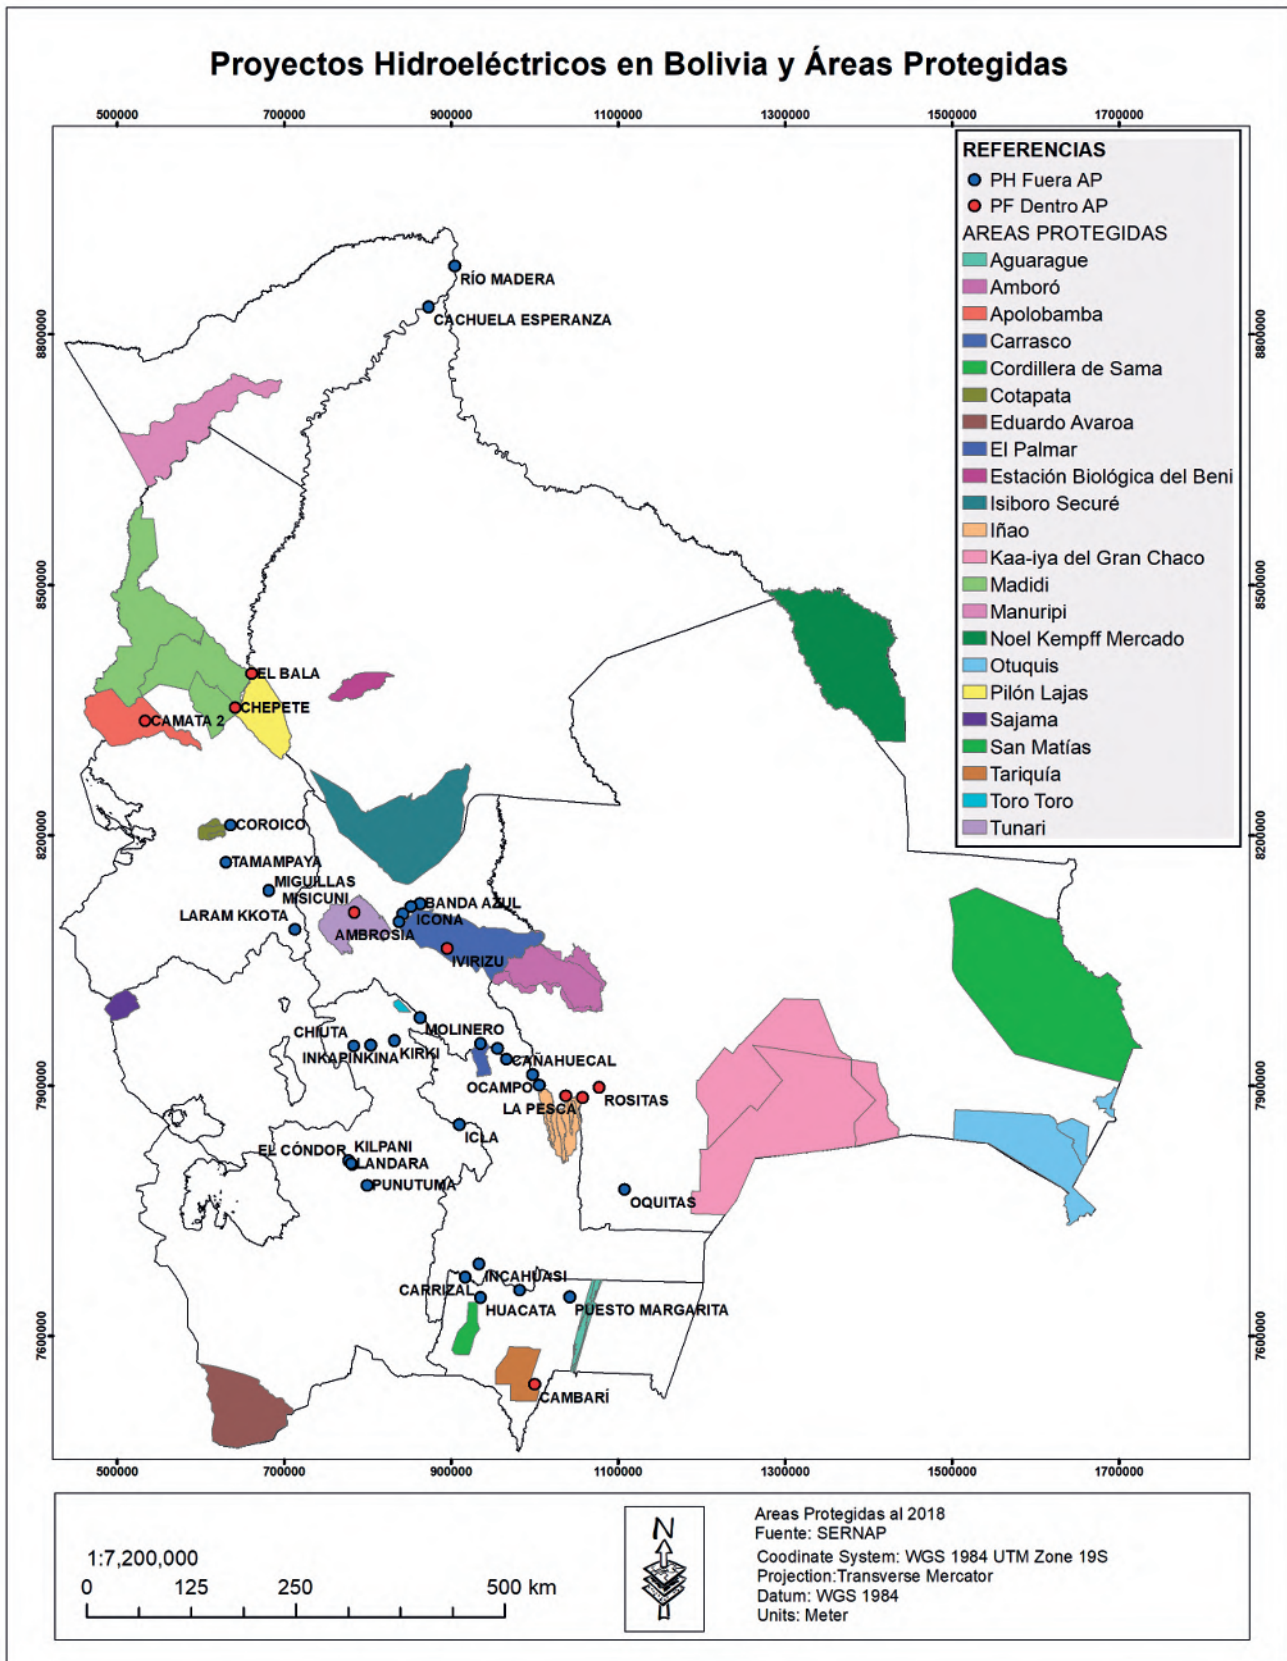 Proyectos Hidroeléctricos en Bolivia y Áreas Protegidas
500000 700000 900000 1100000 1300000 1500000 1700000
REFERENCIAS
PH Fuera AP
PF Dentro AP
AREAS PROTEGIDAS
Aguarague
Amboró
Apolobamba
Carrasco
Cordillera de Sama
Cotapata
Eduardo Avaroa
El Palmar
Estación Biológica del Beni
Isiboro Securé
Iñao
Kaa-iya del Gran Chaco
Madidi
Manuripi
Noel Kempff Mercado
Otuquis
Pilón Lajas
Sajama
San Matías
Tariquía
Toro Toro
Tunari
8800000 8800000
8500000 8500000
8200000 8200000
7900000 7900000
7600000 7600000
RÍO MADERA
CACHUELA ESPERANZA
EL BALA
CHEPETE
CAMATA 2
COROICO
TAMAMPAYA
MIGUILLAS
MISICUNI
LARAM KKOTA
BANDA AZUL
ICONA
AMBROSIA
IVIRIZU
MOLINERO
CHIUTA
INKAPINKINA
KIRKI
CAÑAHUECAL
OCAMPO
LA PESCA
ROSITAS
ICLA
KILPANI
EL CÓNDOR
LANDARA
PUNUTUMA
OQUITAS
INCAHUASI
CARRIZAL
HUACATA
PUESTO MARGARITA
CAMBARÍ
500000 700000 900000 1100000 1300000 1500000 1700000
1:7,200,000
0 125 250 500 km
N
Areas Protegidas al 2018
Fuente: SERNAP
Coodinate System: WGS 1984 UTM Zone 19S
Projection:Transverse Mercator
Datum: WGS 1984
Units: Meter